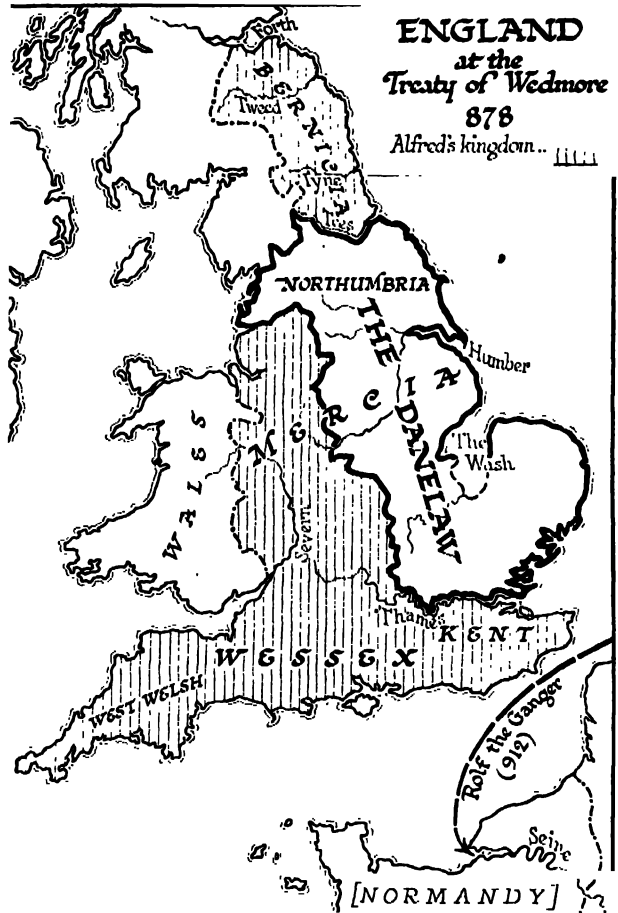 ENGLAND
at the
Treaty of Wedmore
878
Alfred's kingdom..
Forth
BERNICIA
Tweed
Tyne
Tees
NORTHUMBRIA
THE DANELAW
Humber
MERCIA
The
Wash
WALES
Severn
Thames
KENT
WESSEX
WEST WELSH
Rolf the Ganger
(912)
Seine
[NORMANDY]